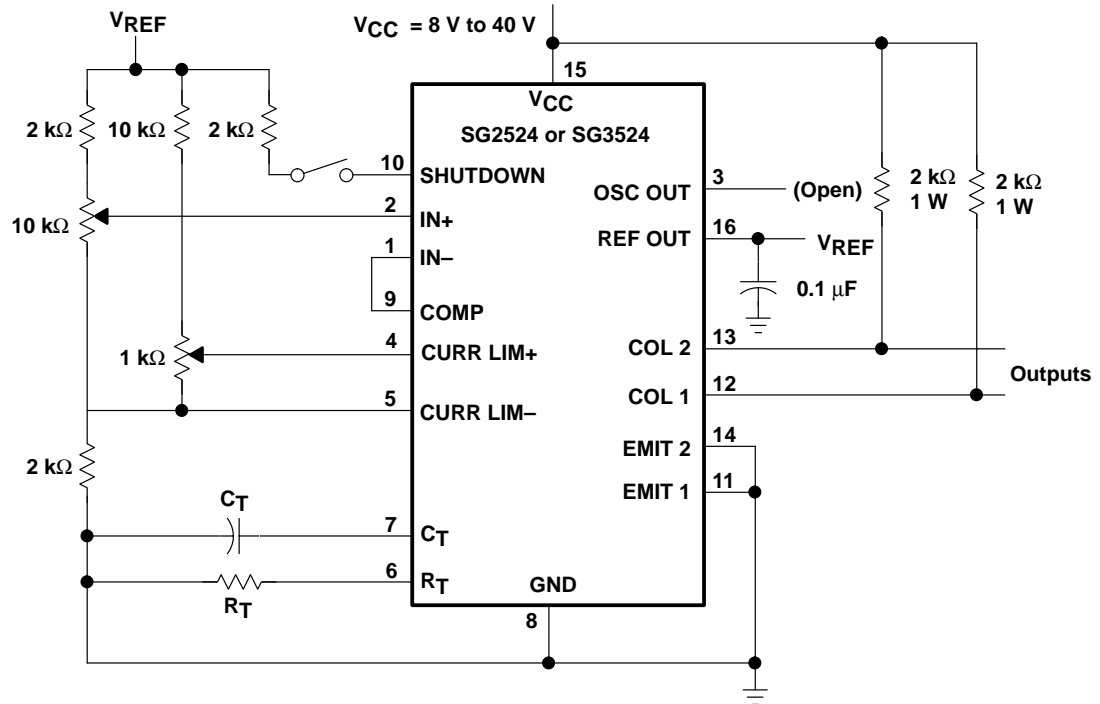 VCC = 8 V to 40 V
VREF
15
VCC
SG2524 or SG3524
2 kΩ
10 kΩ
2 kΩ
10
SHUTDOWN
3
OSC OUT
(Open)
2 kΩ
1 W
2 kΩ
1 W
10 kΩ
2
IN+
16
REF OUT
VREF
1
IN–
0.1 μF
9
COMP
1 kΩ
4
CURR LIM+
13
COL 2
Outputs
12
COL 1
5
CURR LIM–
14
EMIT 2
2 kΩ
11
EMIT 1
CT
7
CT
6
RT
RT
GND
8